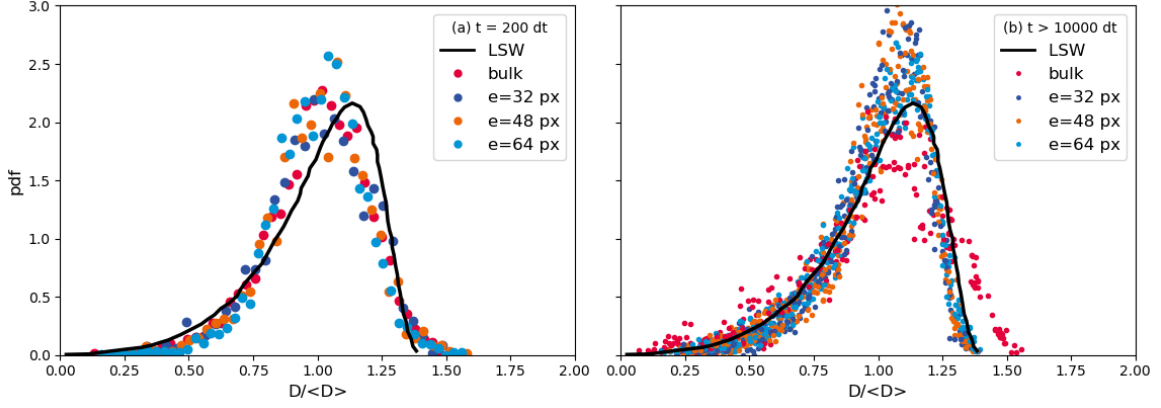 (a) t = 200 dt
LSW
bulk
e=32 px
e=48 px
e=64 px
pdf
3.0
2.5
2.0
1.5
1.0
0.5
0.0
0.00 0.25 0.50 0.75 1.00 1.25 1.50 1.75 2.00
D/<D>
(b) t > 10000 dt
LSW
bulk
e=32 px
e=48 px
e=64 px
0.00 0.25 0.50 0.75 1.00 1.25 1.50 1.75 2.00
D/<D>